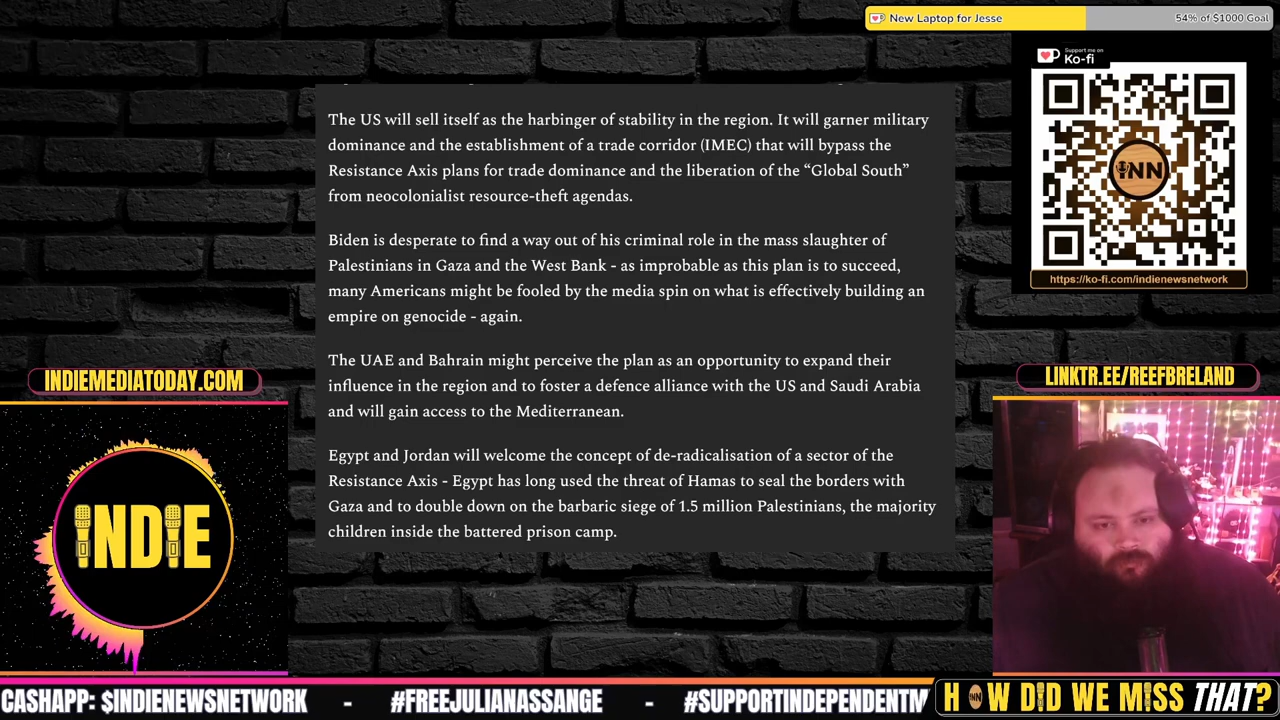 New Laptop for Jesse
54% of $1000 Goal
Support me on
Ko-fi
INN
https://ko-fi.com/indienewsnetwork
The US will sell itself as the harbinger of stability in the region. It will garner military
dominance and the establishment of a trade corridor (IMEC) that will bypass the
Resistance Axis plans for trade dominance and the liberation of the “Global South”
from neocolonialist resource-theft agendas.
Biden is desperate to find a way out of his criminal role in the mass slaughter of
Palestinians in Gaza and the West Bank - as improbable as this plan is to succeed,
many Americans might be fooled by the media spin on what is effectively building an
empire on genocide - again.
The UAE and Bahrain might perceive the plan as an opportunity to expand their
influence in the region and to foster a defence alliance with the US and Saudi Arabia
and will gain access to the Mediterranean.
Egypt and Jordan will welcome the concept of de-radicalisation of a sector of the
Resistance Axis - Egypt has long used the threat of Hamas to seal the borders with
Gaza and to double down on the barbaric siege of 1.5 million Palestinians, the majority
children inside the battered prison camp.
INDIEMEDIATODAY.COM
INDIE
LINKTR.EE/REEFBRELAND
CASHAPP: $INDIENEWSNETWORK - #FREEJULIANASSANGE - #SUPPORTINDEPENDENTM
HOW DID WE MISS THAT?